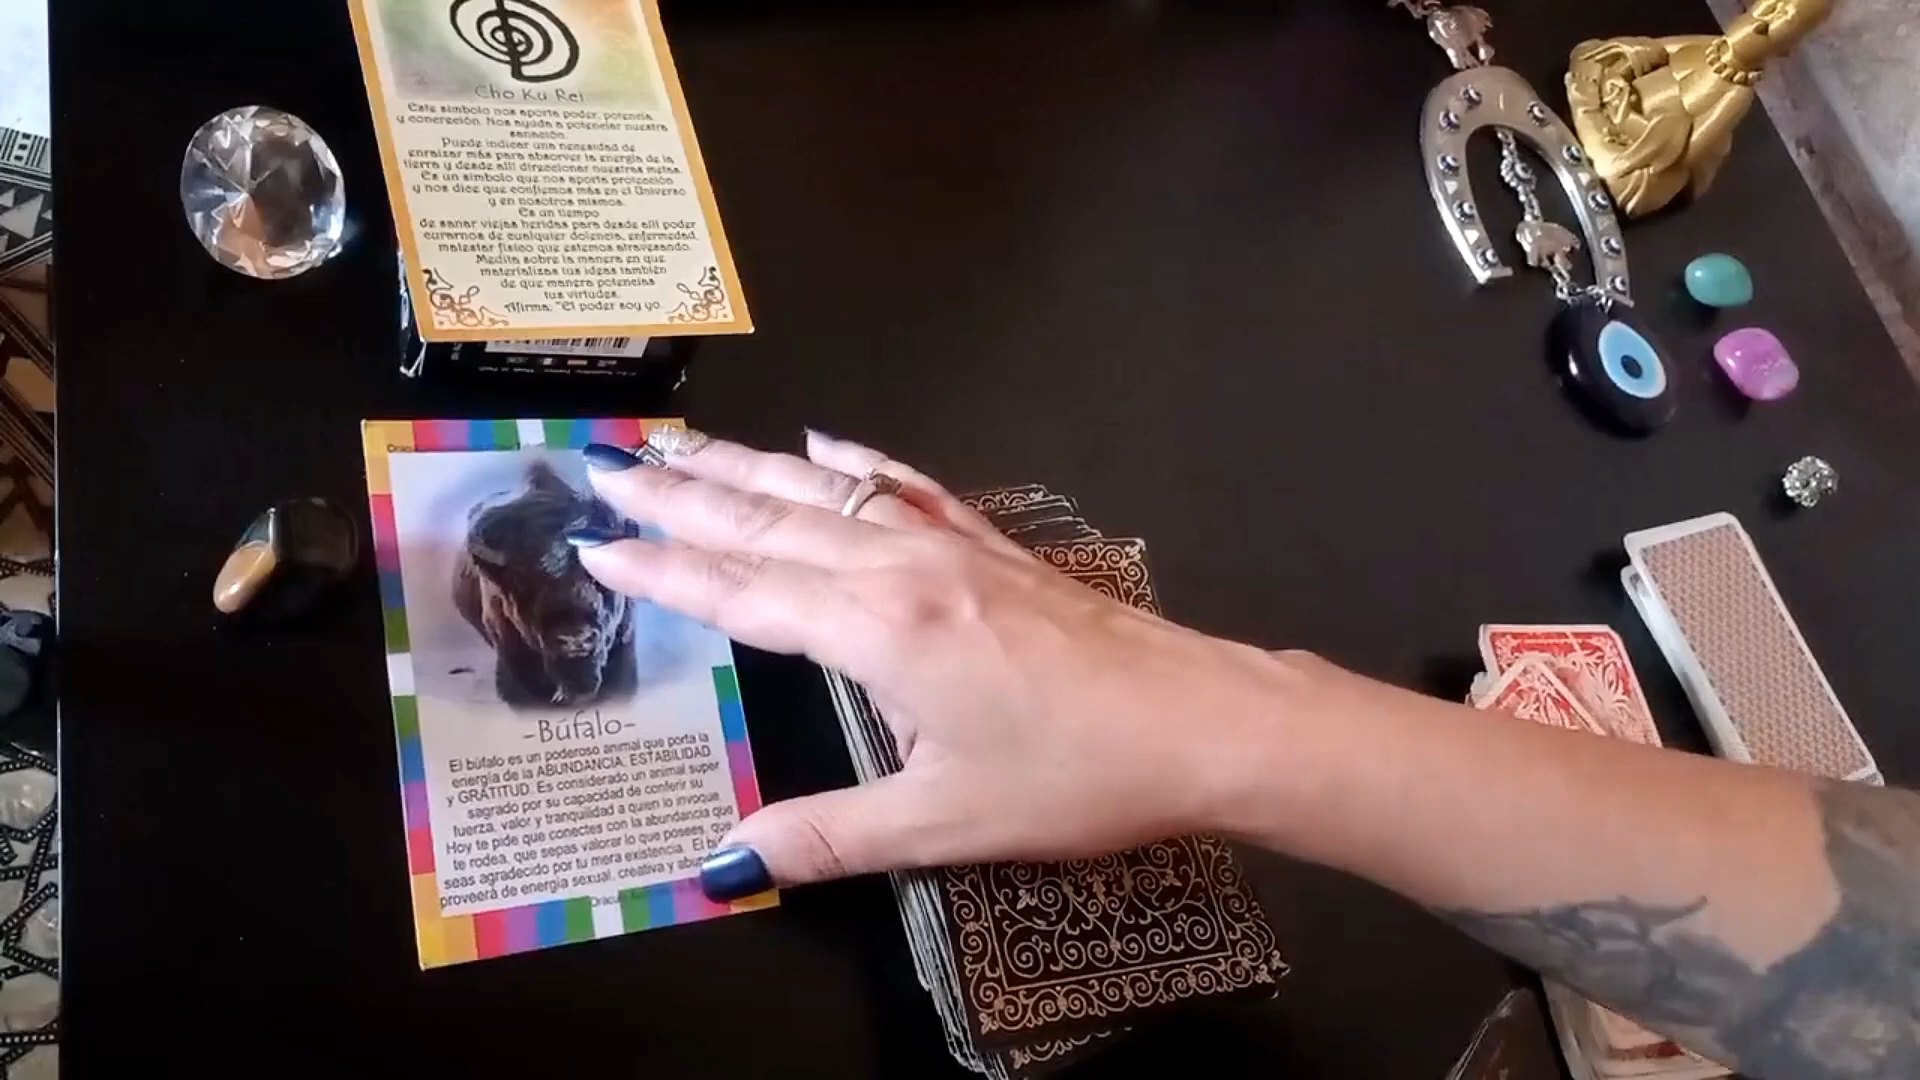 Cho Ku Rei
Este símbolo nos aporta poder, potencia
y concreción. Nos ayuda a potenciar nuestra
sanación.
Puede indicar una necesidad de
enraizar más para absorver la energía de la
tierra y desde allí direccionar nuestras metas.
Es un símbolo que nos aporta protección
y nos dice que confiemos más en el Universo
y en nosotros mismos.
Es un tiempo
de sanar viejas heridas para desde allí poder
curarnos de cualquier dolencia, enfermedad,
malestar físico que estemos atravesando.
Medita sobre la manera en que
materializas tus ideas también
de que manera potencias
tus virtudes.
Afirma: "El poder soy yo.
-Búfalo-
El búfalo es un poderoso animal que porta la
energía de la ABUNDANCIA, ESTABILIDAD
y GRATITUD. Es considerado un animal super
sagrado por su capacidad de conferir su
fuerza, valor y tranquilidad a quien lo invoque.
Hoy te pide que conectes con la abundancia que
te rodea, que sepas valorar lo que posees, que
seas agradecido por tu mera existencia. El
proveerá de energía sexual, creativa y